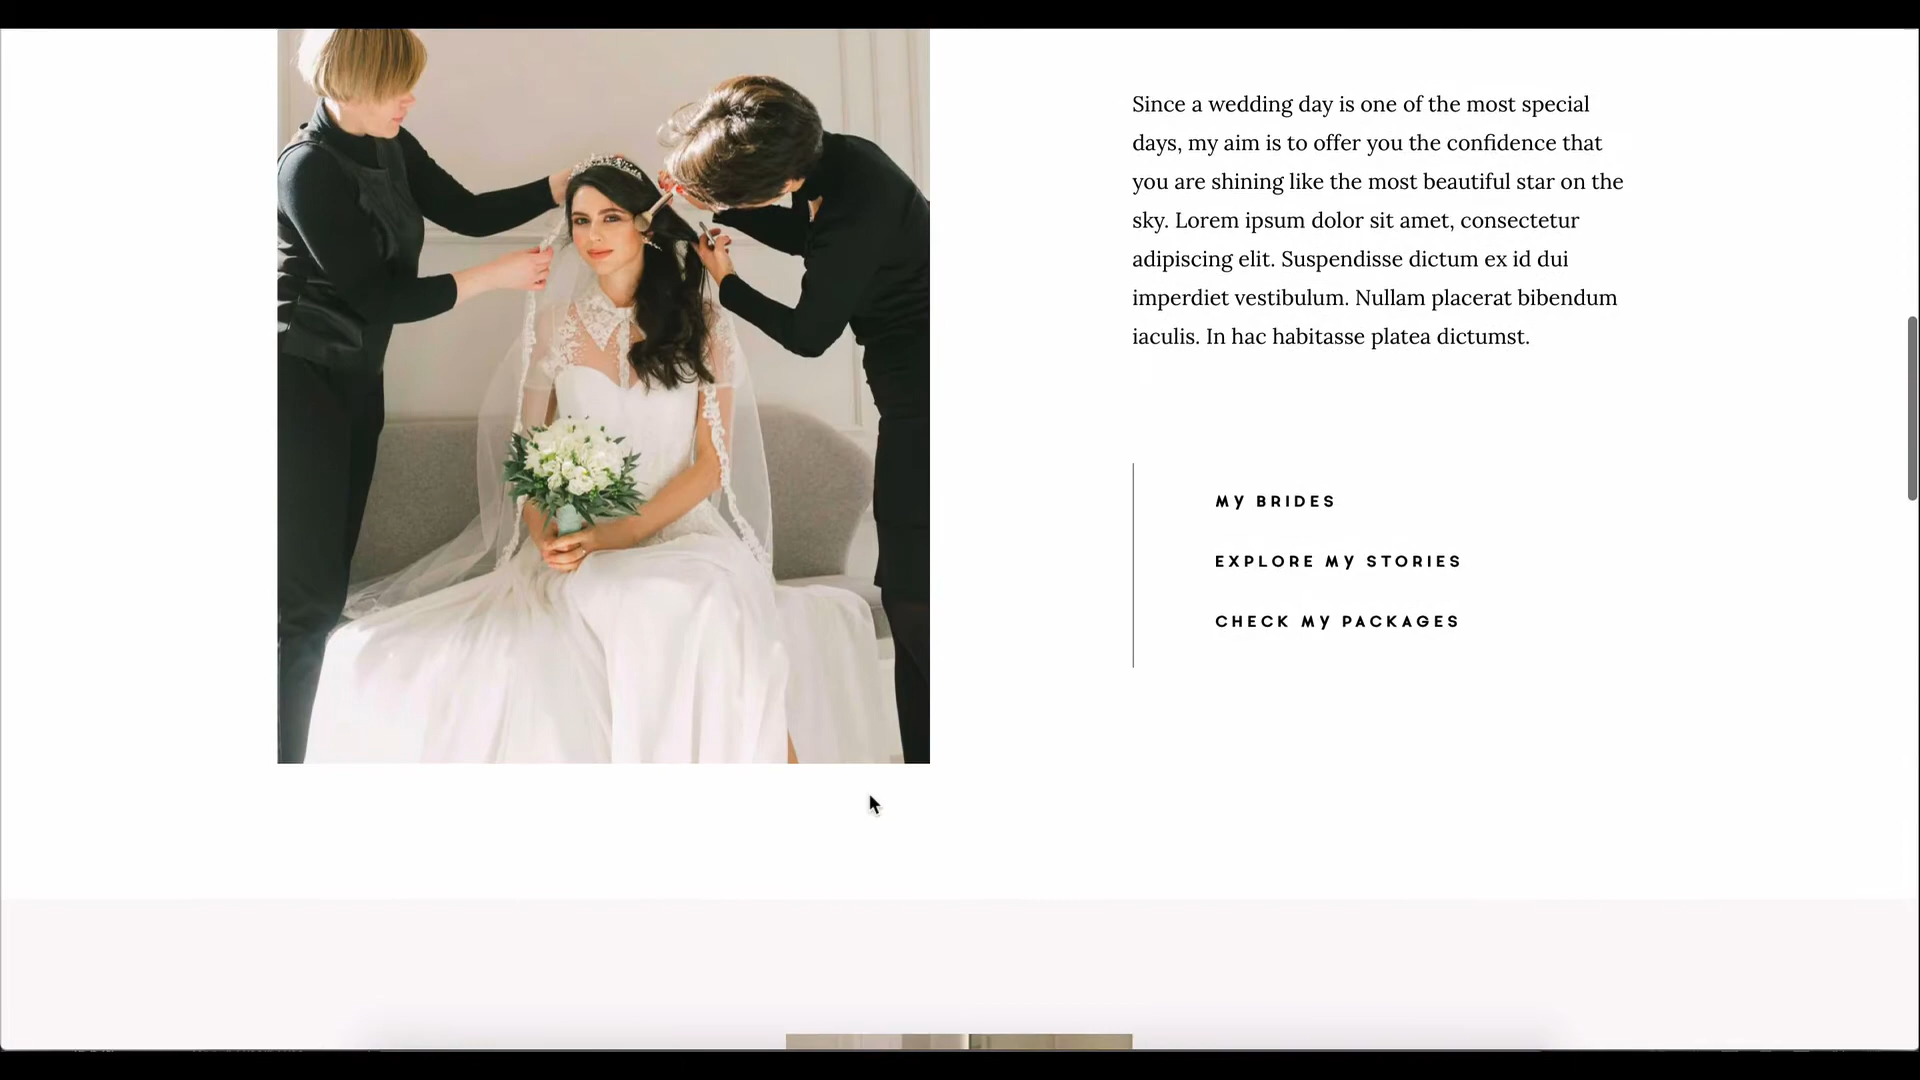 Since a wedding day is one of the most special
days, my aim is to offer you the confidence that
you are shining like the most beautiful star on the
sky. Lorem ipsum dolor sit amet, consectetur
adipiscing elit. Suspendisse dictum ex id dui
imperdiet vestibulum. Nullam placerat bibendum
iaculis. In hac habitasse platea dictumst.
MY BRIDES
EXPLORE MY STORIES
CHECK MY PACKAGES